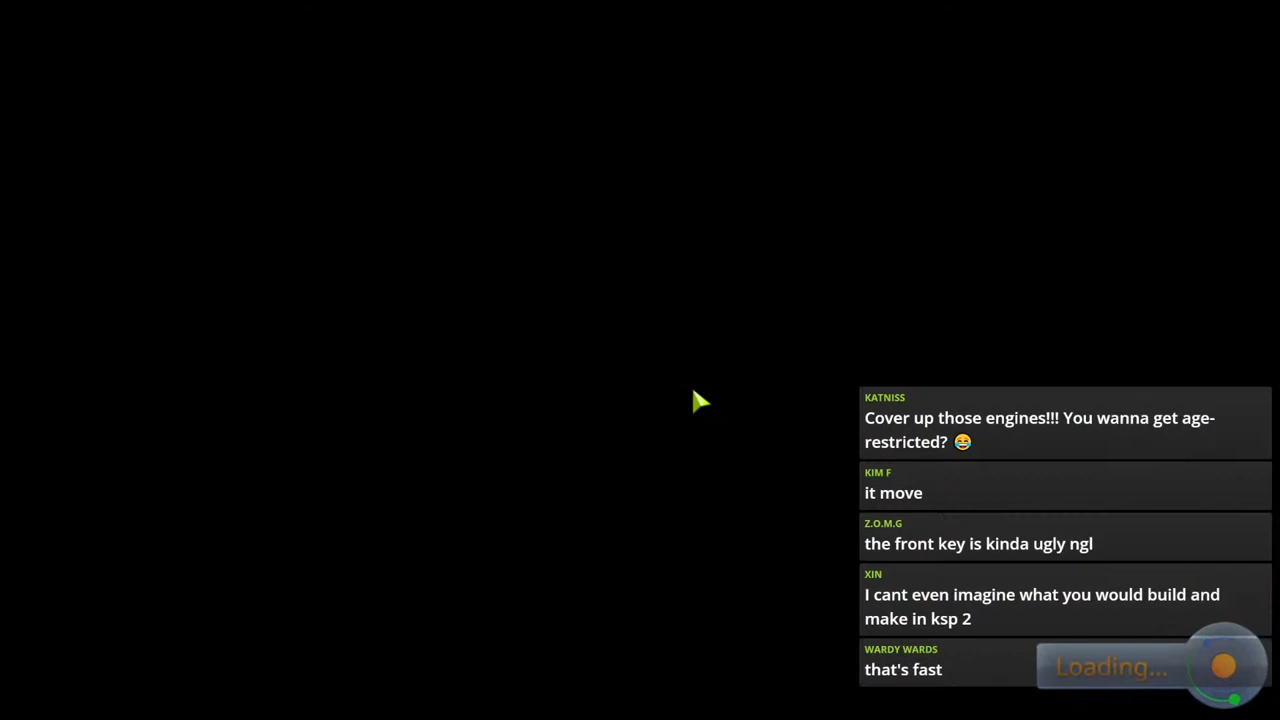 KATNISS
Cover up those engines!!! You wanna get age-
restricted? 😂
KIM F
it move
Z.O.M.G
the front key is kinda ugly ngl
XIN
I cant even imagine what you would build and
make in ksp 2
WARDY WARDS
that's fast
Loading...